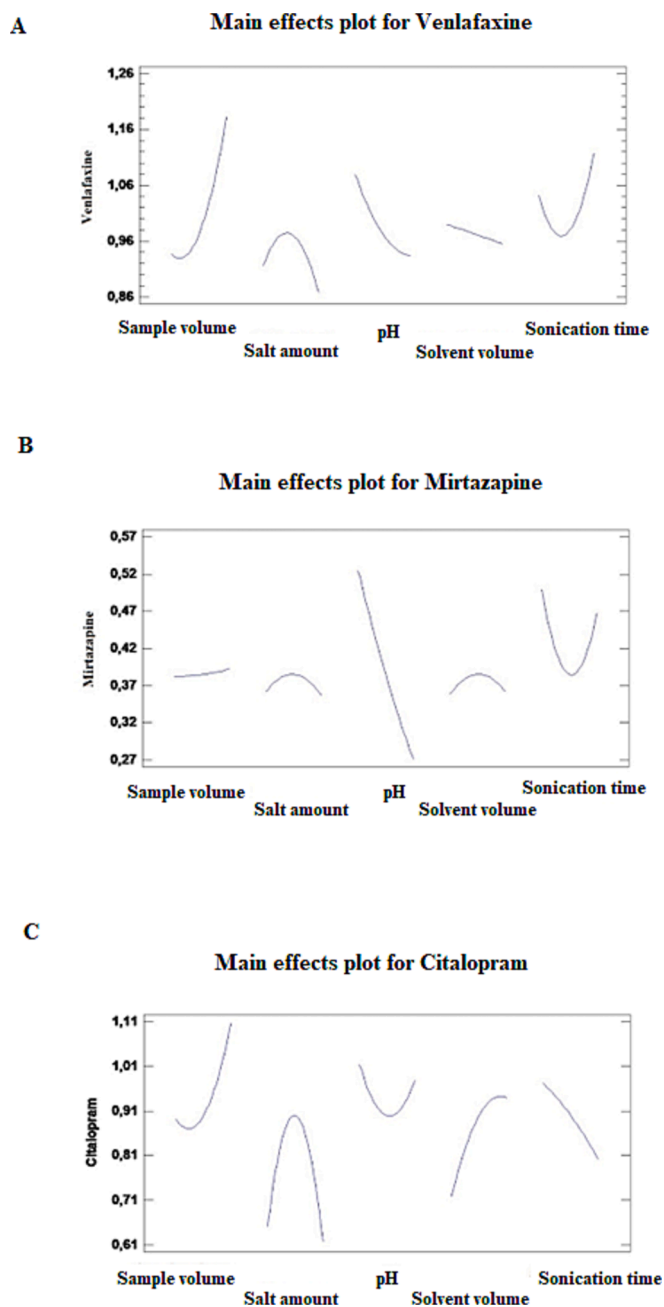 A
Main effects plot for Venlafaxine
Venlafaxine
1,26
1,16
1,06
0,96
0,86
Sample volume
Salt amount
pH
Solvent volume
Sonication time
B
Main effects plot for Mirtazapine
Mirtazapine
0,57
0,52
0,47
0,42
0,37
0,32
0,27
Sample volume
Salt amount
pH
Solvent volume
Sonication time
C
Main effects plot for Citalopram
Citalopram
1,11
1,01
0,91
0,81
0,71
0,61
Sample volume
Salt amount
pH
Solvent volume
Sonication time